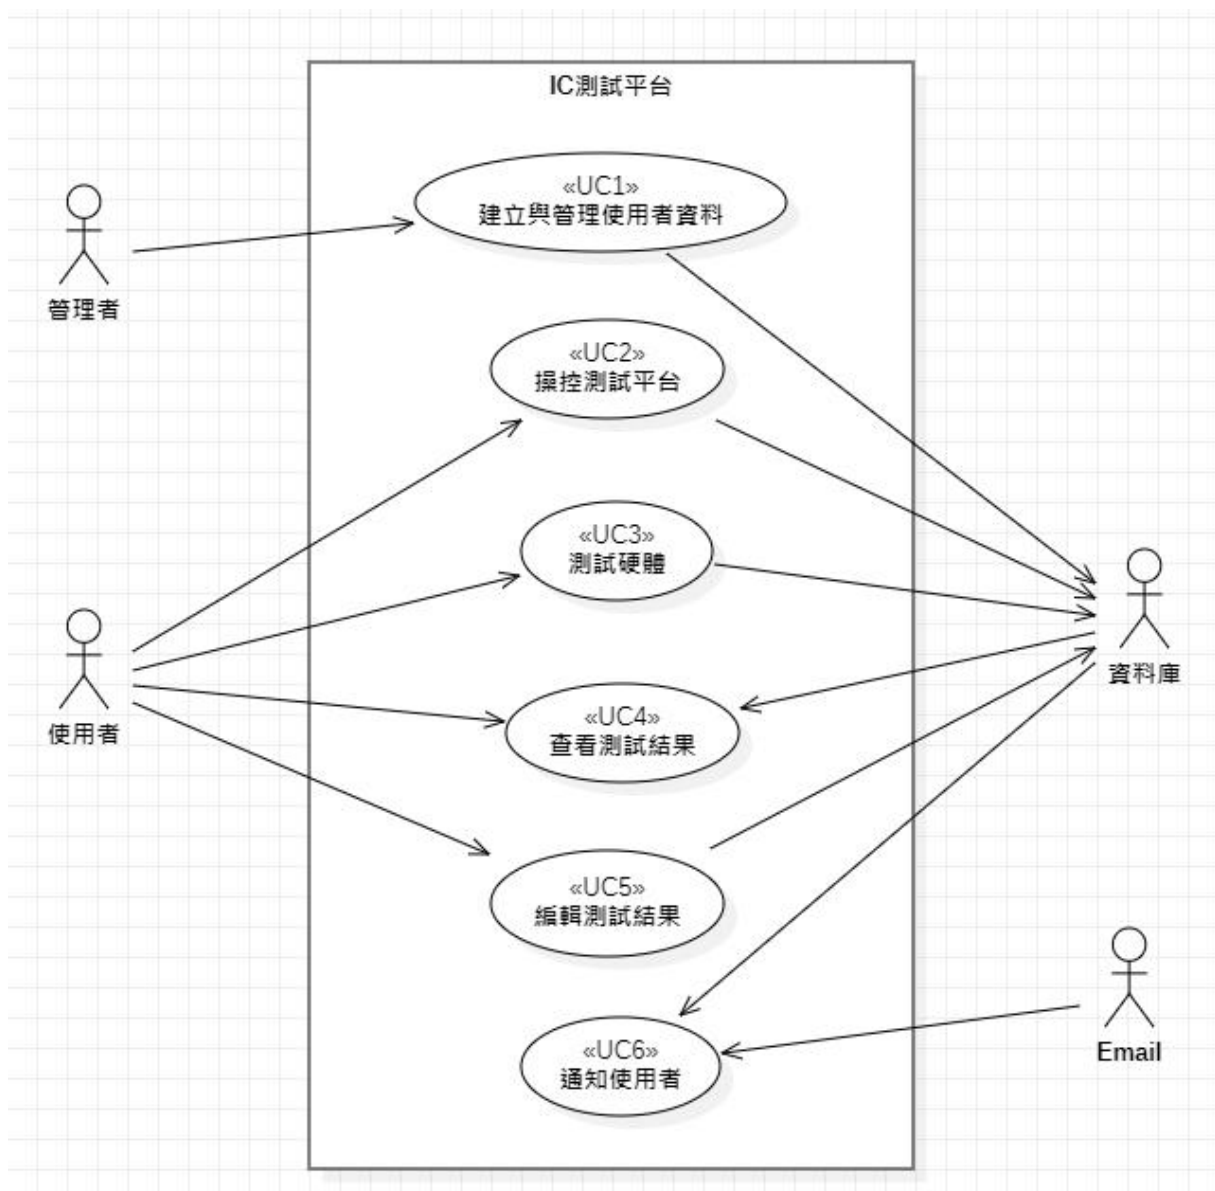 IC測試平台
«UC1»
建立與管理使用者資料
管理者
«UC2»
操控測試平台
«UC3»
測試硬體
使用者
資料庫
«UC4»
查看測試結果
«UC5»
編輯測試結果
«UC6»
通知使用者
Email